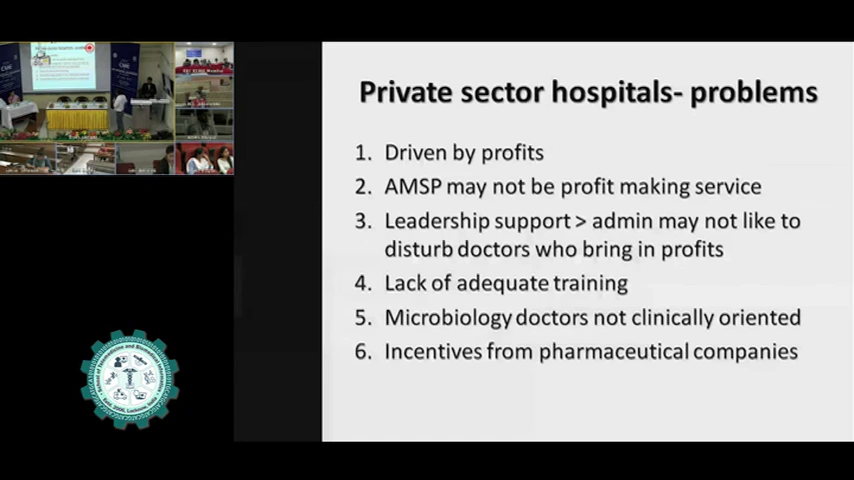 Private sector hospitals- problems
1. Driven by profits
2. AMSP may not be profit making service
3. Leadership support > admin may not like to
disturb doctors who bring in profits
4. Lack of adequate training
5. Microbiology doctors not clinically oriented
6. Incentives from pharmaceutical companies
CME